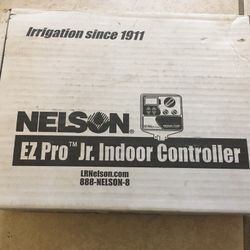 Irrigation since 1911
NELSON®
EZ Pro™ Jr. Indoor Controller
LRNelson.com
888-NELSON-8